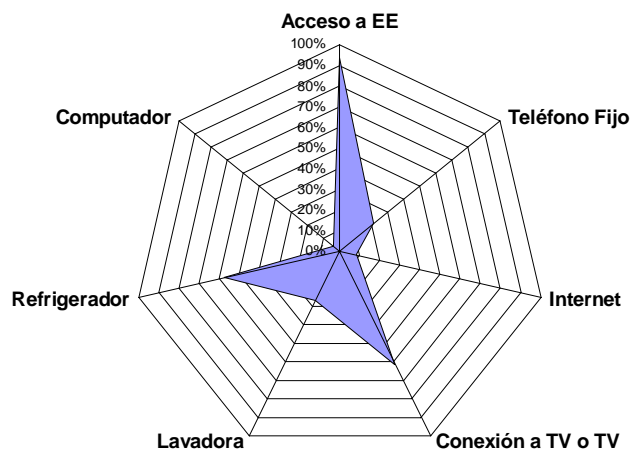 Acceso a EE
100%
90%
80%
70%
60%
50%
40%
30%
20%
10%
0%
Computador
Teléfono Fijo
Refrigerador
Internet
Lavadora
Conexión a TV o TV